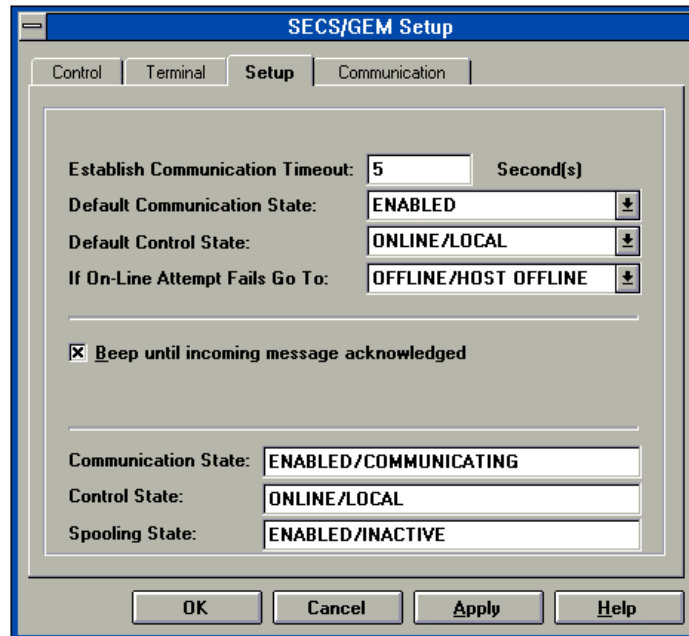 SECS/GEM Setup
Control Terminal Setup Communication
Establish Communication Timeout: 5 Second(s)
Default Communication State: ENABLED
Default Control State: ONLINE/LOCAL
If On-Line Attempt Fails Go To: OFFLINE/HOST OFFLINE
Beep until incoming message acknowledged
Communication State: ENABLED/COMMUNICATING
Control State: ONLINE/LOCAL
Spooling State: ENABLED/INACTIVE
OK Cancel Apply Help